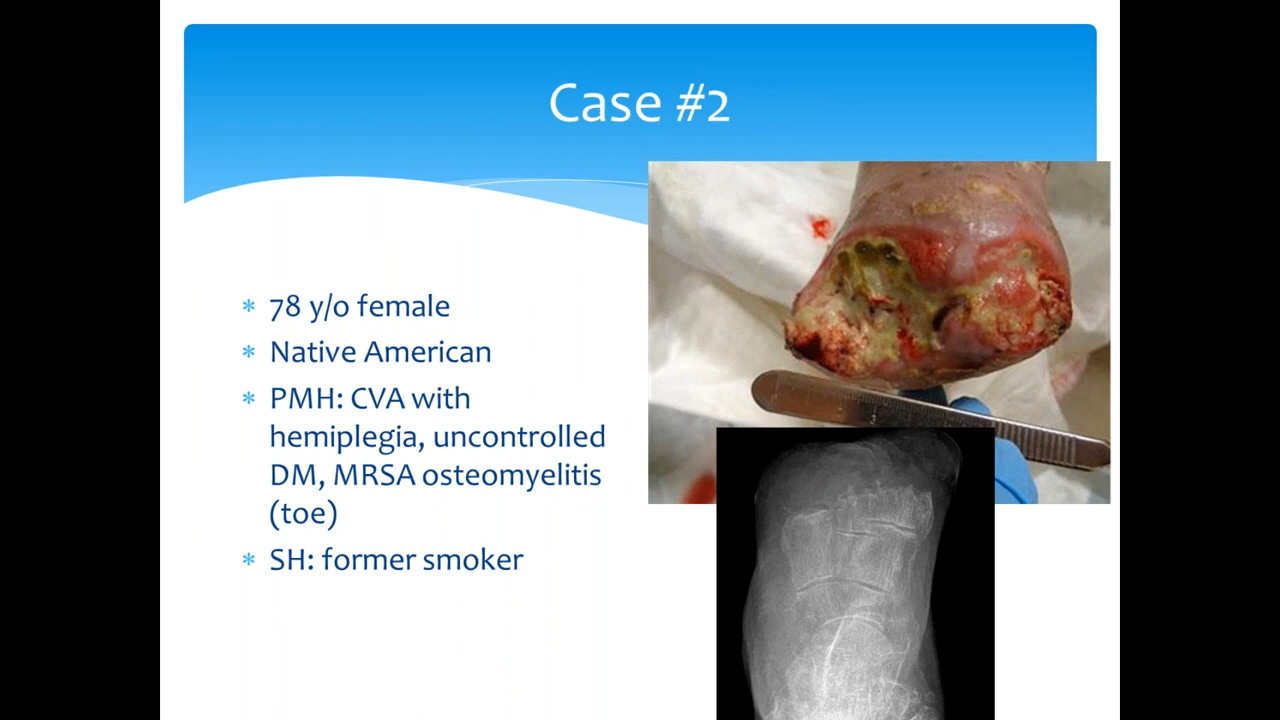 Case #2
* 78 y/o female
* Native American
* PMH: CVA with
hemiplegia, uncontrolled
DM, MRSA osteomyelitis
(toe)
* SH: former smoker